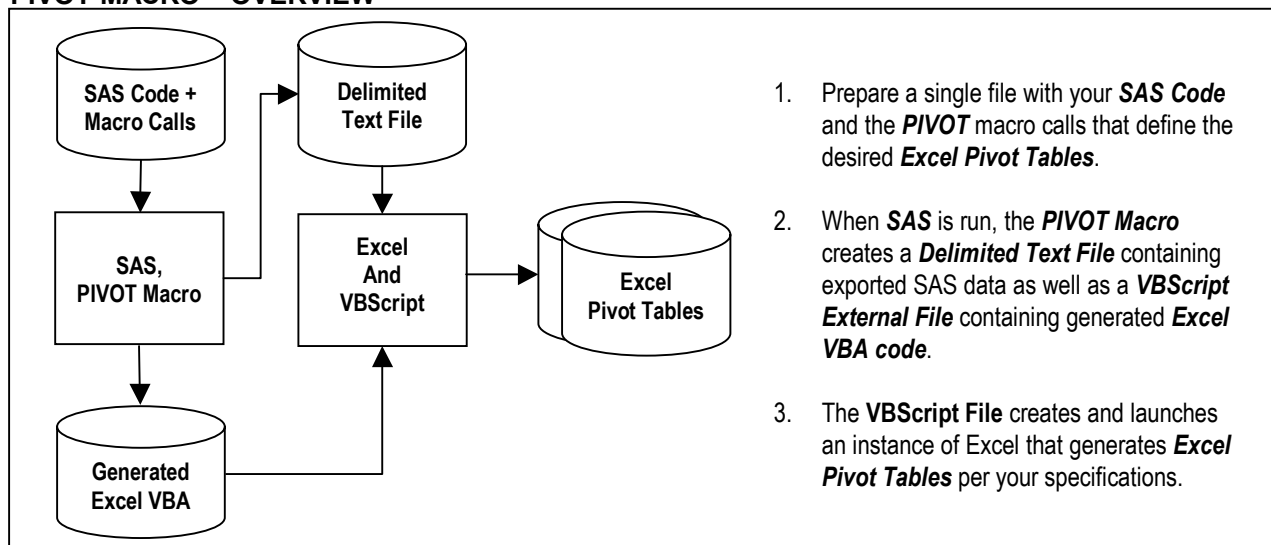 PIVOT MACRO – OVERVIEW
SAS Code +
Macro Calls
Delimited
Text File
SAS,
PIVOT Macro
Excel
And
VBScript
Excel
Pivot Tables
Generated
Excel VBA
1. Prepare a single file with your SAS Code
and the PIVOT macro calls that define the
desired Excel Pivot Tables.
2. When SAS is run, the PIVOT Macro
creates a Delimited Text File containing
exported SAS data as well as a VBScript
External File containing generated Excel
VBA code.
3. The VBScript File creates and launches
an instance of Excel that generates Excel
Pivot Tables per your specifications.